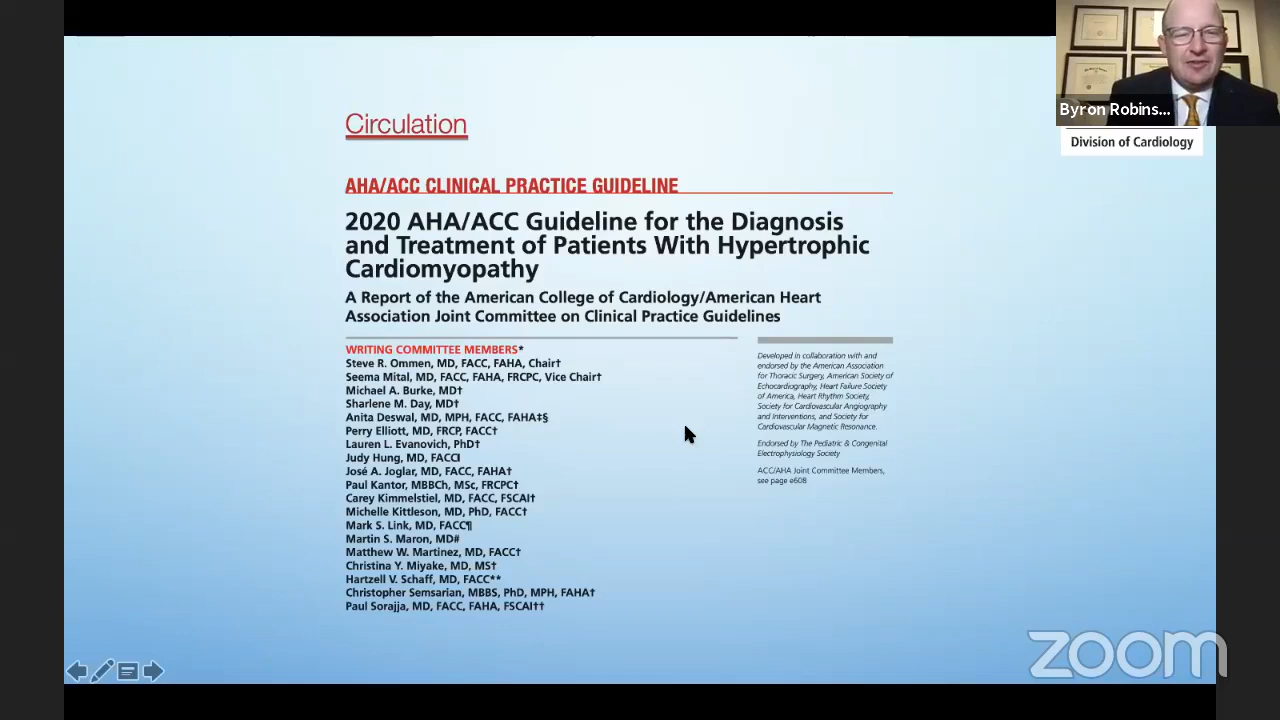 Circulation
AHA/ACC CLINICAL PRACTICE GUIDELINE
2020 AHA/ACC Guideline for the Diagnosis
and Treatment of Patients With Hypertrophic
Cardiomyopathy
A Report of the American College of Cardiology/American Heart
Association Joint Committee on Clinical Practice Guidelines
WRITING COMMITTEE MEMBERS*
Steve R. Ommen, MD, FACC, FAHA, Chair†
Seema Mital, MD, FACC, FAHA, FRCPC, Vice Chair†
Michael A. Burke, MD†
Sharlene M. Day, MD†
Anita Deswal, MD, MPH, FACC, FAHA‡§
Perry Elliott, MD, FRCP, FACC†
Lauren L. Evanovich, PhD†
Judy Hung, MD, FACC‖
José A. Joglar, MD, FACC, FAHA†
Paul Kantor, MBBCh, MSc, FRCPC†
Carey Kimmelstiel, MD, FACC, FSCAI†
Michelle Kittleson, MD, PhD, FACC†
Mark S. Link, MD, FACC¶
Martin S. Maron, MD#
Matthew W. Martinez, MD, FACC†
Christina Y. Miyake, MD, MS†
Hartzell V. Schaff, MD, FACC**
Christopher Semsarian, MBBS, PhD, MPH, FAHA†
Paul Sorajja, MD, FACC, FAHA, FSCAI††
Developed in collaboration with and
endorsed by the American Association
for Thoracic Surgery, American Society of
Echocardiography, Heart Failure Society
of America, Heart Rhythm Society,
Society for Cardiovascular Angiography
and Interventions, and Society for
Cardiovascular Magnetic Resonance.
Endorsed by The Pediatric & Congenital
Electrophysiology Society
ACC/AHA Joint Committee Members,
see page e608
Byron Robins...
Division of Cardiology
zoom